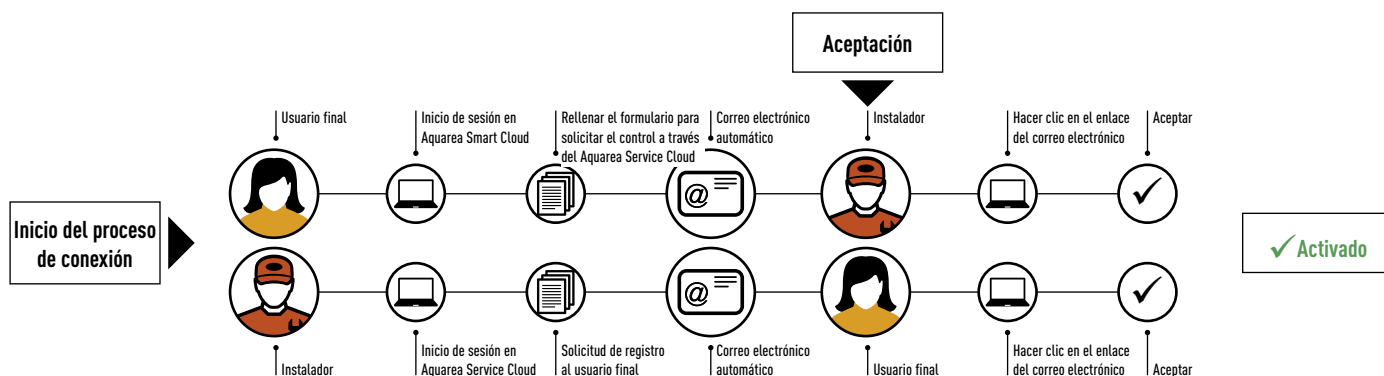 Aceptación
Usuario final
Inicio de sesión en
Aquarea Smart Cloud
Rellenar el formulario para
solicitar el control a través
del Aquarea Service Cloud
Correo electrónico
automático
Instalador
Hacer clic en el enlace
del correo electrónico
Aceptar
@
Inicio del proceso
de conexión
Activado
@
Instalador
Inicio de sesión en
Aquarea Service Cloud
Solicitud de registro
al usuario final
Correo electrónico
automático
Usuario final
Hacer clic en el enlace
del correo electrónico
Aceptar